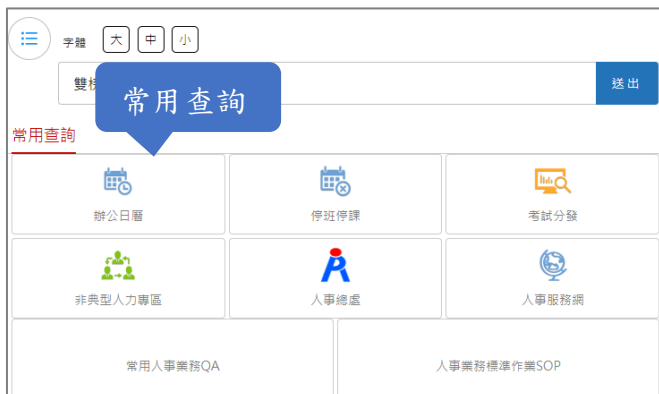 字體 大 中 小
雙
送出
常用查詢
常用查詢
辦公日曆 停班停課 考試分發
非典型人力專區 人事總處 人事服務網
常用人事業務QA 人事業務標準作業SOP